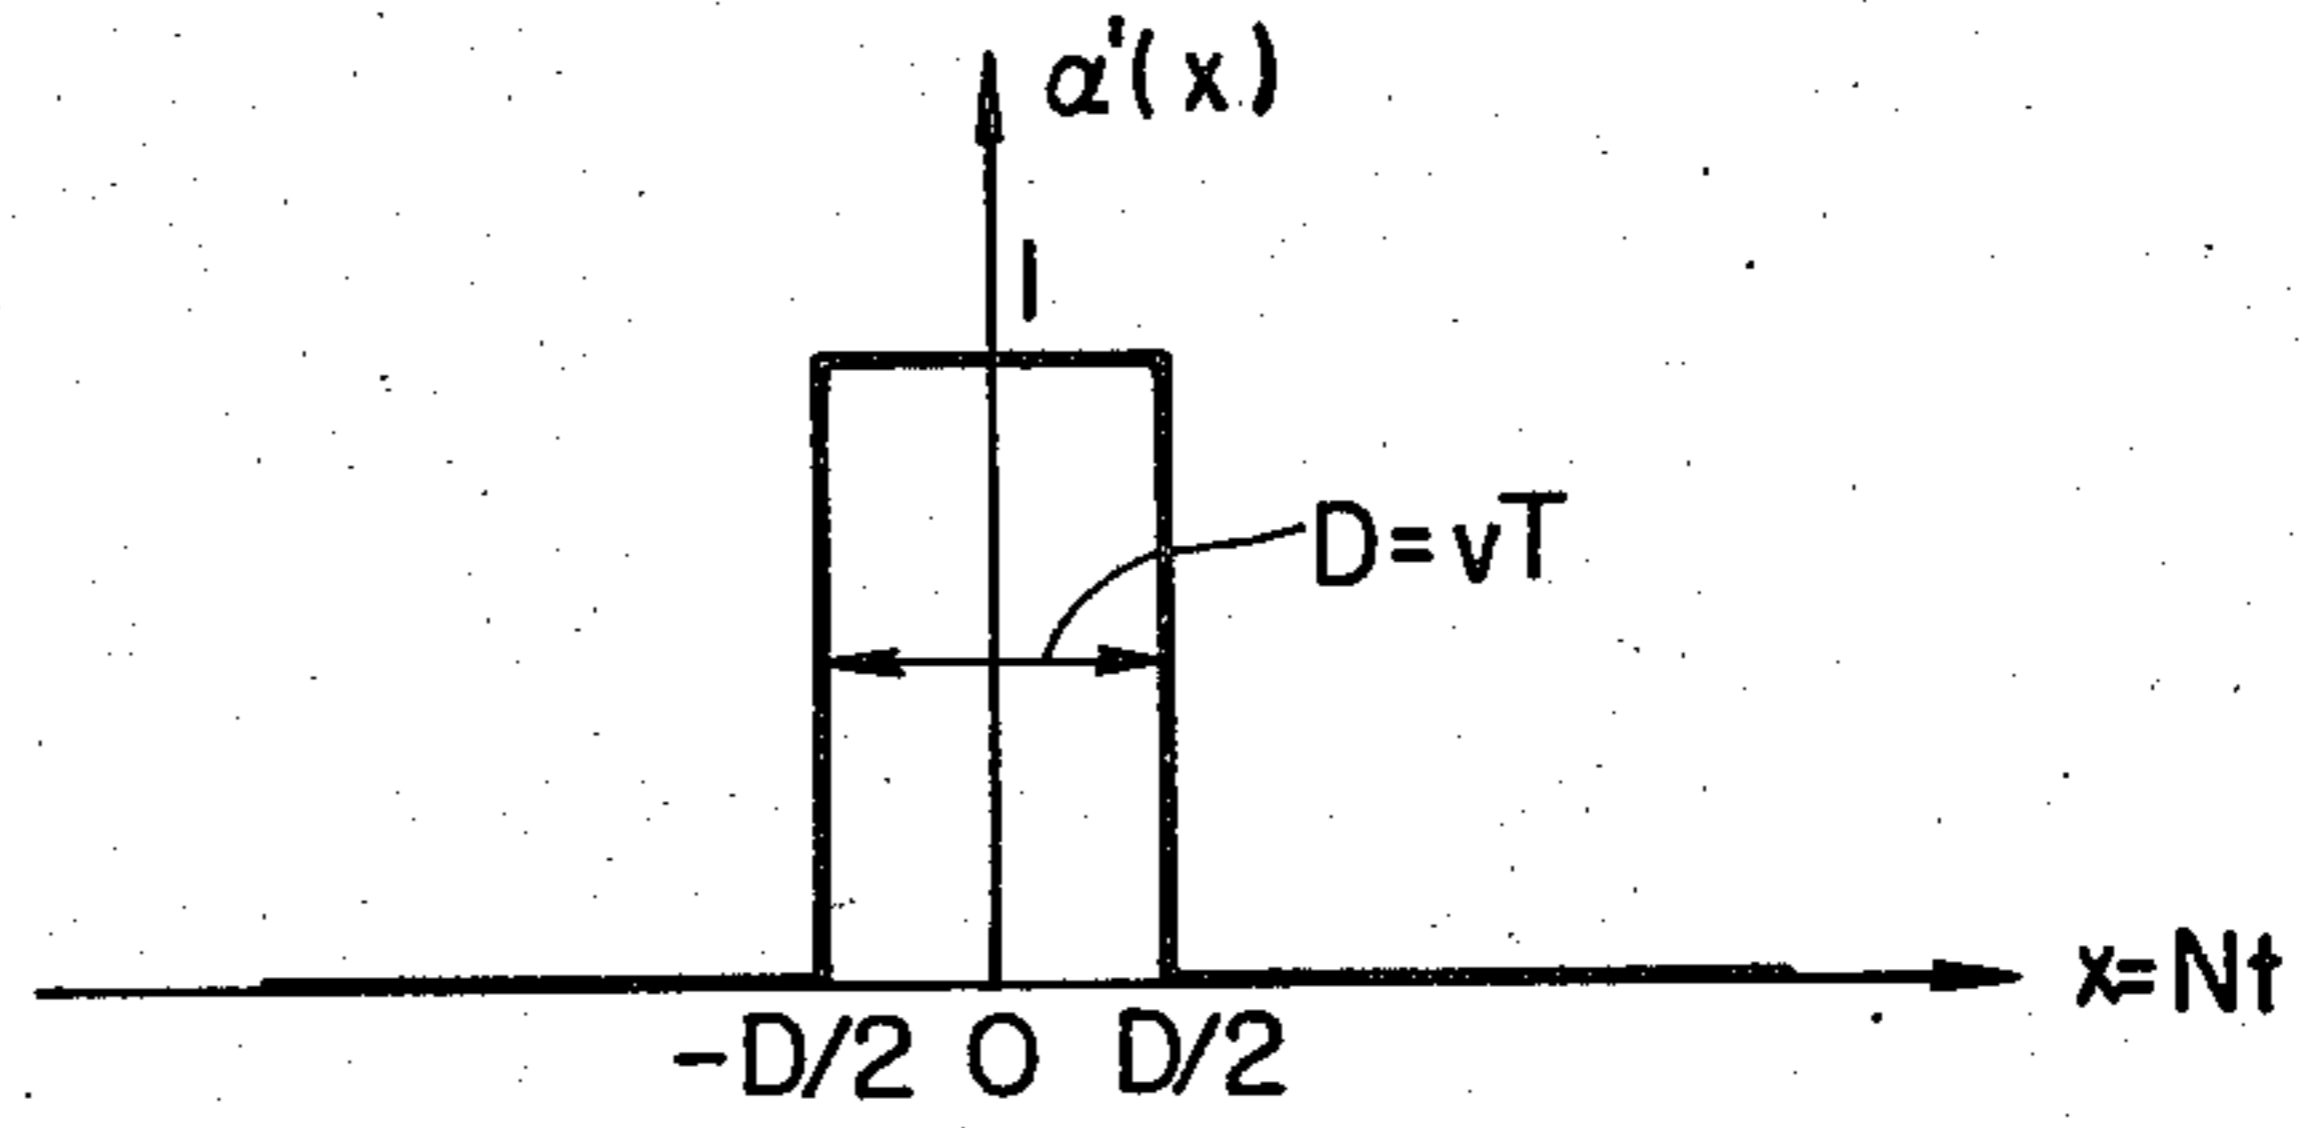 α'(x)
1
D=vT
x=Nt
-D/2 O D/2